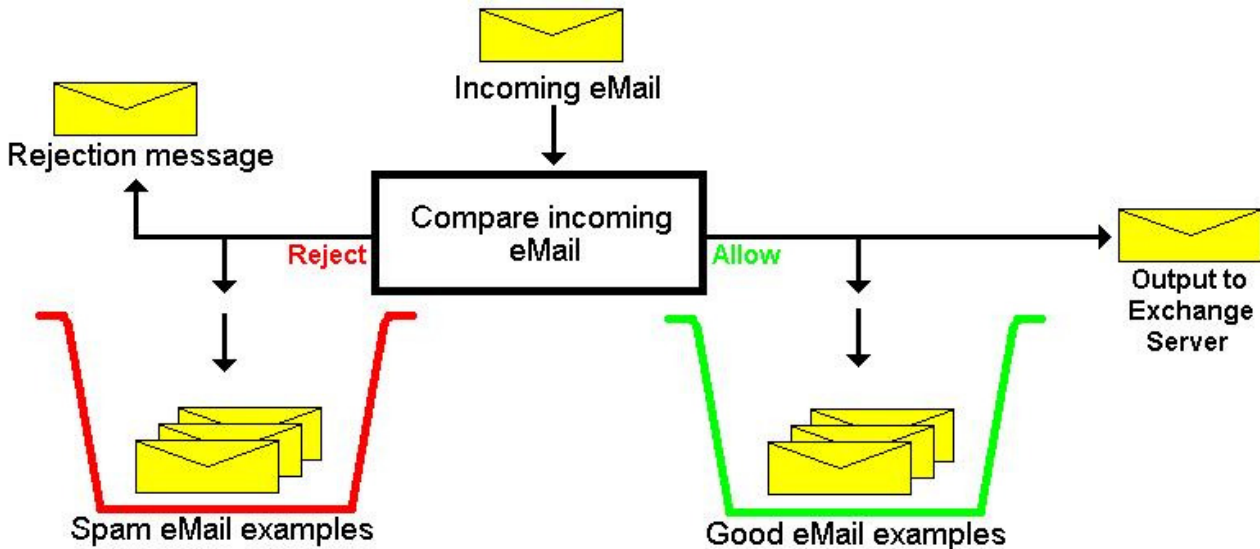 Incoming eMail
Rejection message
Compare incoming
eMail
Reject
Allow
Output to
Exchange
Server
Spam eMail examples
Good eMail examples